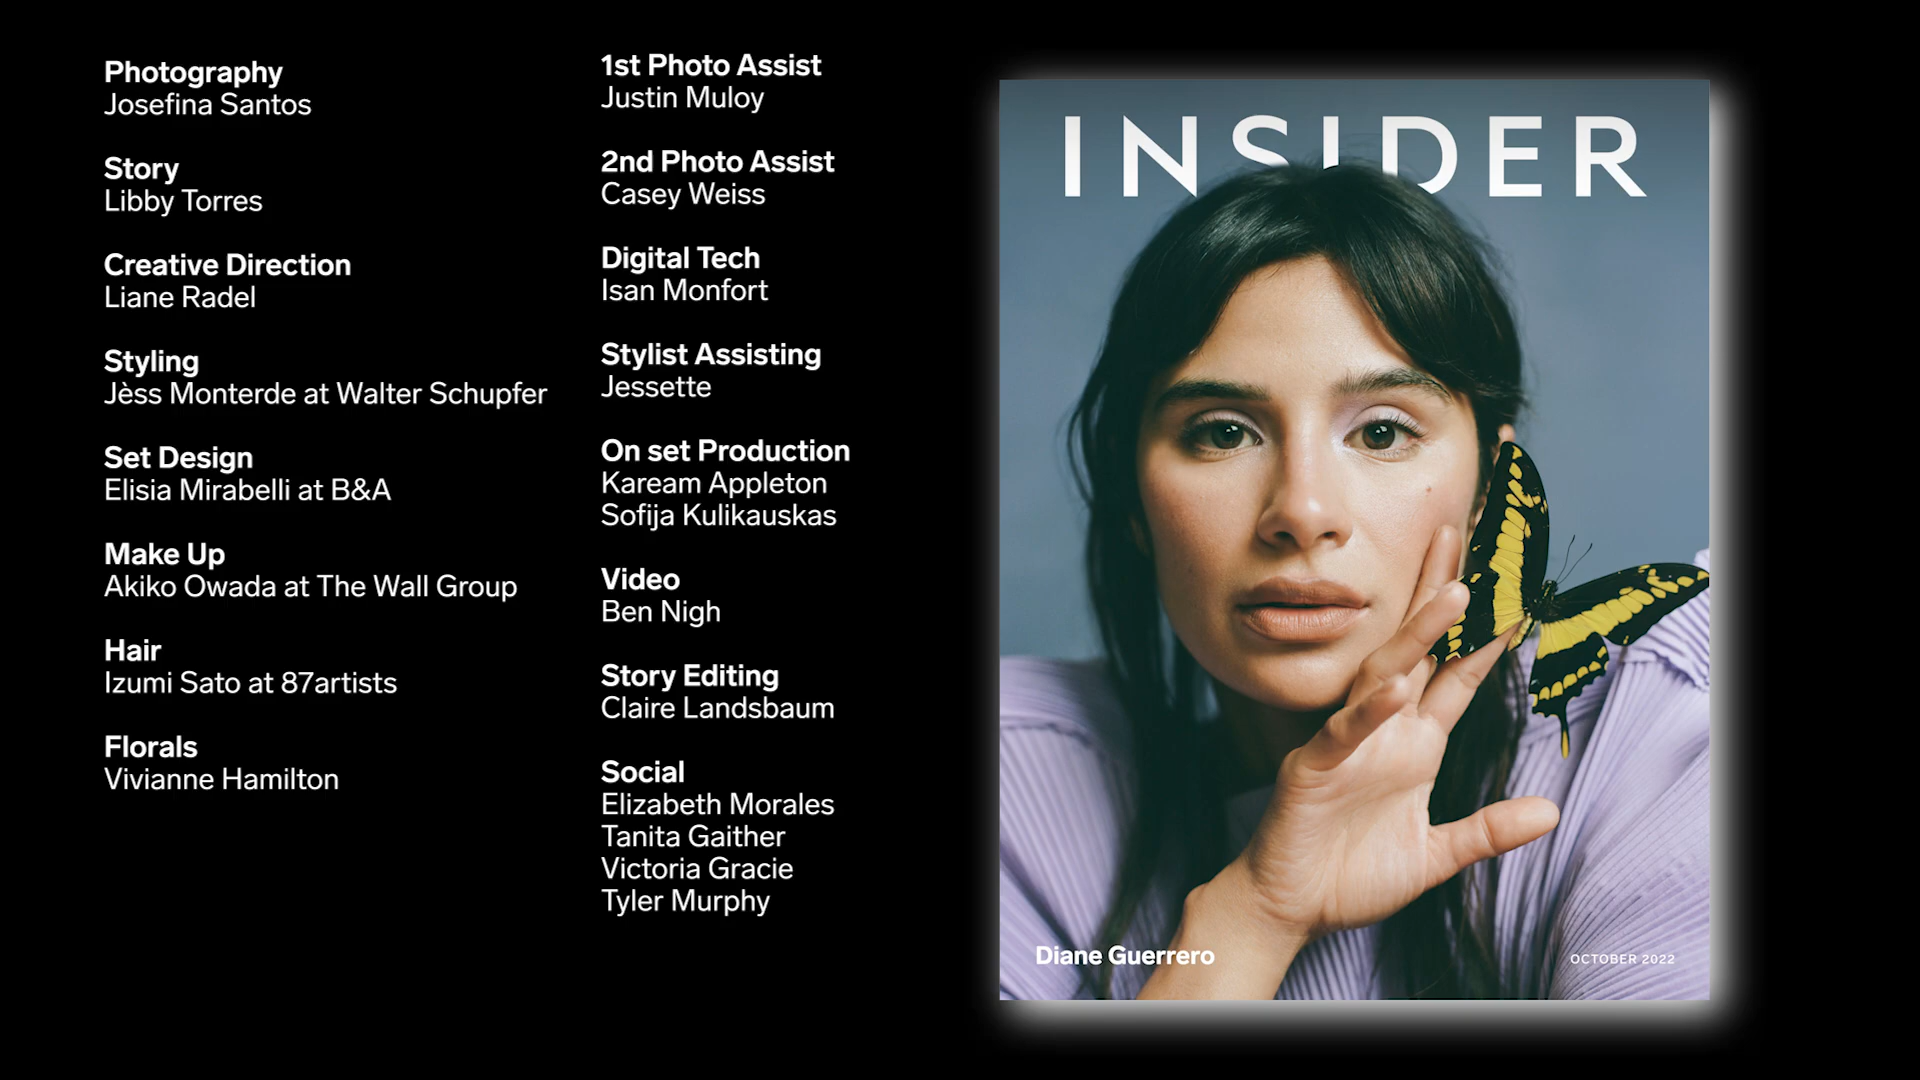 Photography
Josefina Santos
Story
Libby Torres
Creative Direction
Liane Radel
Styling
Jèss Monterde at Walter Schupfer
Set Design
Elisia Mirabelli at B&A
Make Up
Akiko Owada at The Wall Group
Hair
Izumi Sato at 87artists
Florals
Vivianne Hamilton
1st Photo Assist
Justin Muloy
2nd Photo Assist
Casey Weiss
Digital Tech
Isan Monfort
Stylist Assisting
Jessette
On set Production
Kareem Appleton
Sofija Kulikauskas
Video
Ben Nigh
Story Editing
Claire Landsbaum
Social
Elizabeth Morales
Tanita Gaither
Victoria Gracie
Tyler Murphy
INSIDER
Diane Guerrero
OCTOBER 2022